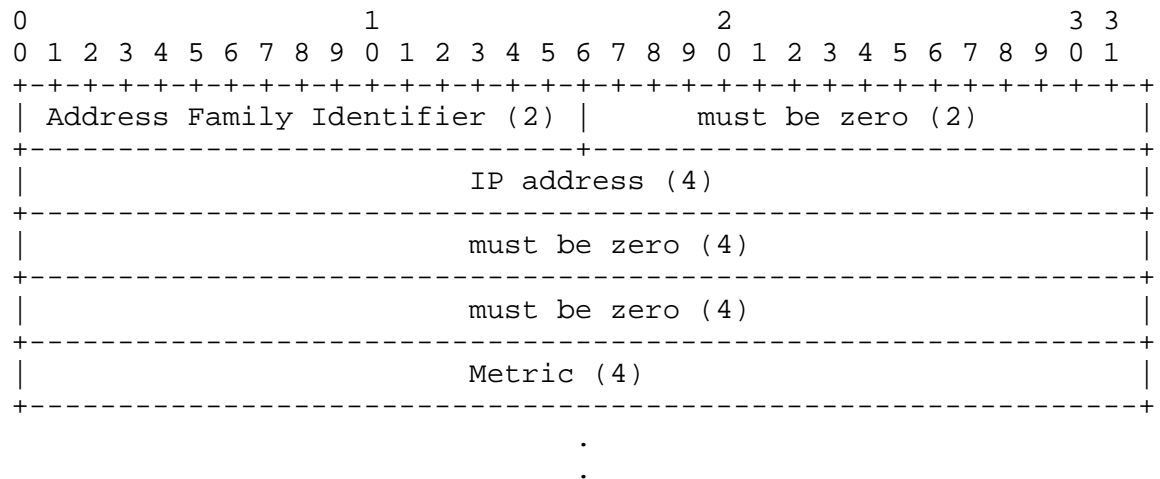 0                   1                   2                   3 3
0 1 2 3 4 5 6 7 8 9 0 1 2 3 4 5 6 7 8 9 0 1 2 3 4 5 6 7 8 9 0 1
+-+-+-+-+-+-+-+-+-+-+-+-+-+-+-+-+-+-+-+-+-+-+-+-+-+-+-+-+-+-+-+-+
| Address Family Identifier (2) |      must be zero (2)         |
+-------------------------------+-------------------------------+
|                         IP address (4)                        |
+---------------------------------------------------------------+
|                         must be zero (4)                      |
+---------------------------------------------------------------+
|                         must be zero (4)                      |
+---------------------------------------------------------------+
|                         Metric (4)                            |
+---------------------------------------------------------------+
                                .
                                .